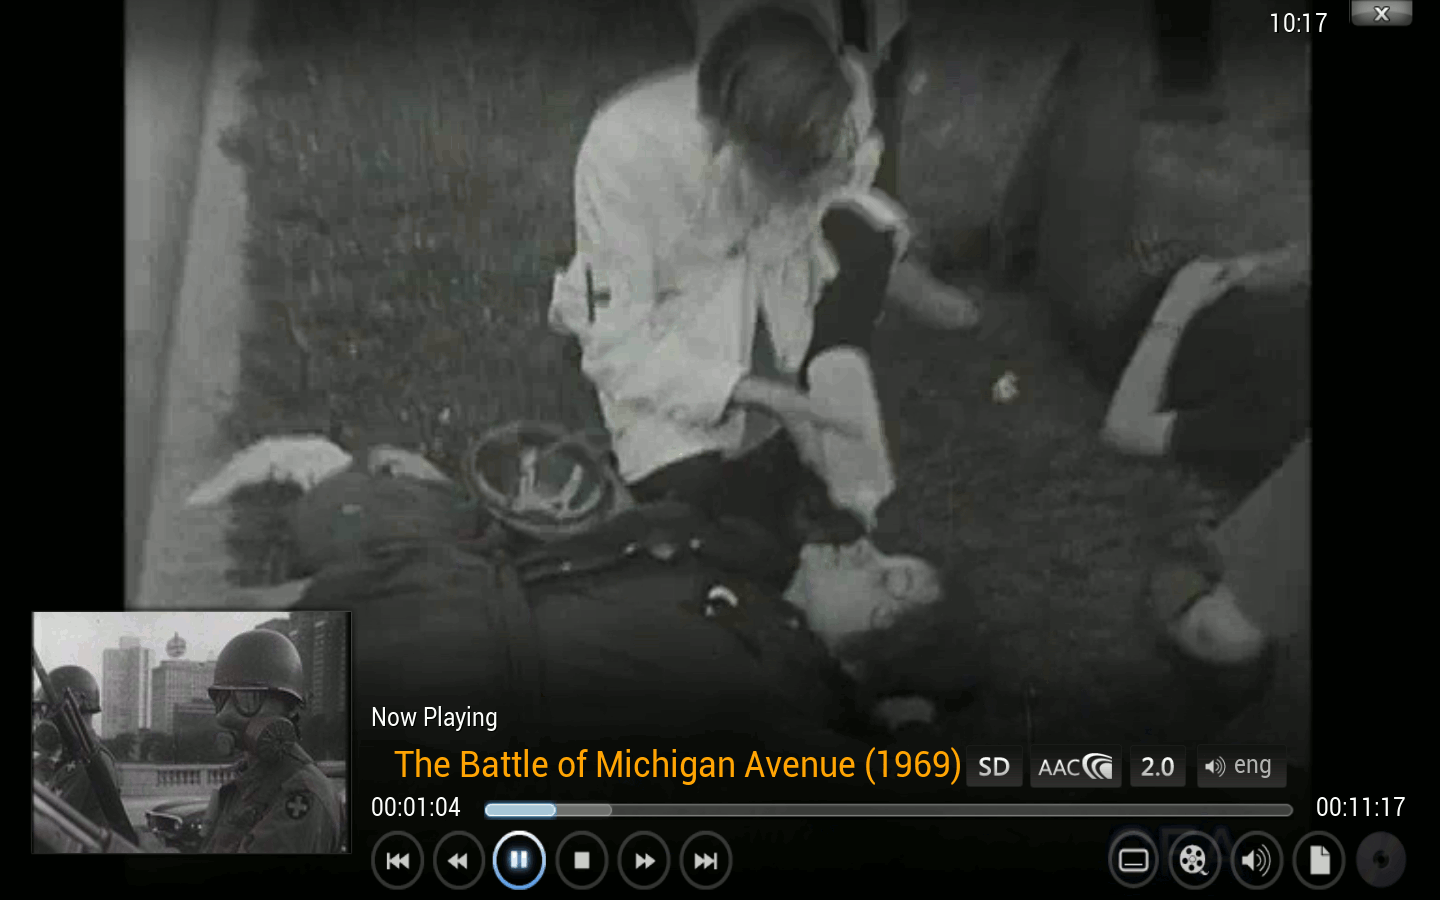 10:17
X
Now Playing
The Battle of Michigan Avenue (1969) SD AAC 2.0 eng
00:01:04 00:11:17